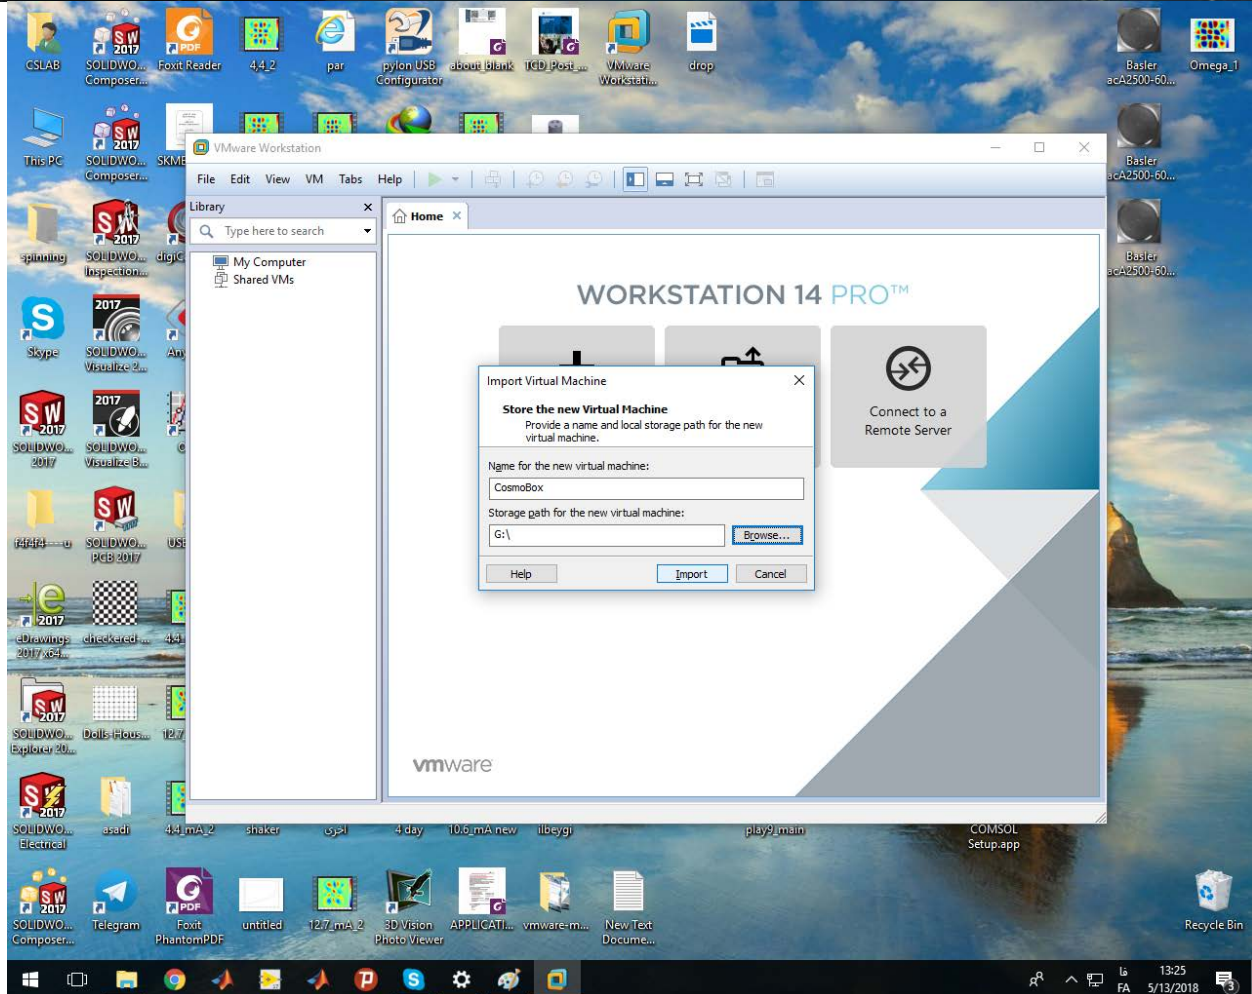 CSLAB
SOLIDWO...
Composer...
Foxit Reader
4,4_2
par
pylon USB
Configurator
about_blank
TCD_Post_...
VMware
Workstati...
drop
Basler
acA2500-60...
Omega_1
This PC
SOLIDWO...
Composer...
Basler
acA2500-60...
VMware Workstation
File Edit View VM Tabs Help
Library
Home
Type here to search
My Computer
Shared VMs
spinning
SOLIDWO...
Inspection...
Basler
acA2500-60...
WORKSTATION 14 PRO™
Connect to a
Remote Server
Import Virtual Machine
Store the new Virtual Machine
Provide a name and local storage path for the new
virtual machine.
Name for the new virtual machine:
CosmoBox
Storage path for the new virtual machine:
G:\
Browse...
Help
Import
Cancel
Skype
SOLIDWO...
Visualize 2...
SOLIDWO...
2017
SOLIDWO...
Visualize B...
SOLIDWO...
PCB 2017
eDrawings
2017 x64...
checkered-...
SOLIDWO...
Explorer 20...
Dolls-Hous...
vmware
SOLIDWO...
Electrical
asadi
4.4_mA_2
shaker
اخری
4 day
10.6_mA new
ilbeygi
play9_main
COMSOL
Setup.app
SOLIDWO...
Composer...
Telegram
Foxit
PhantomPDF
untitled
12.7_mA_2
3D Vision
Photo Viewer
APPLICATI...
vmware-m...
New Text
Docume...
Recycle Bin
فا
FA
13:25
5/13/2018